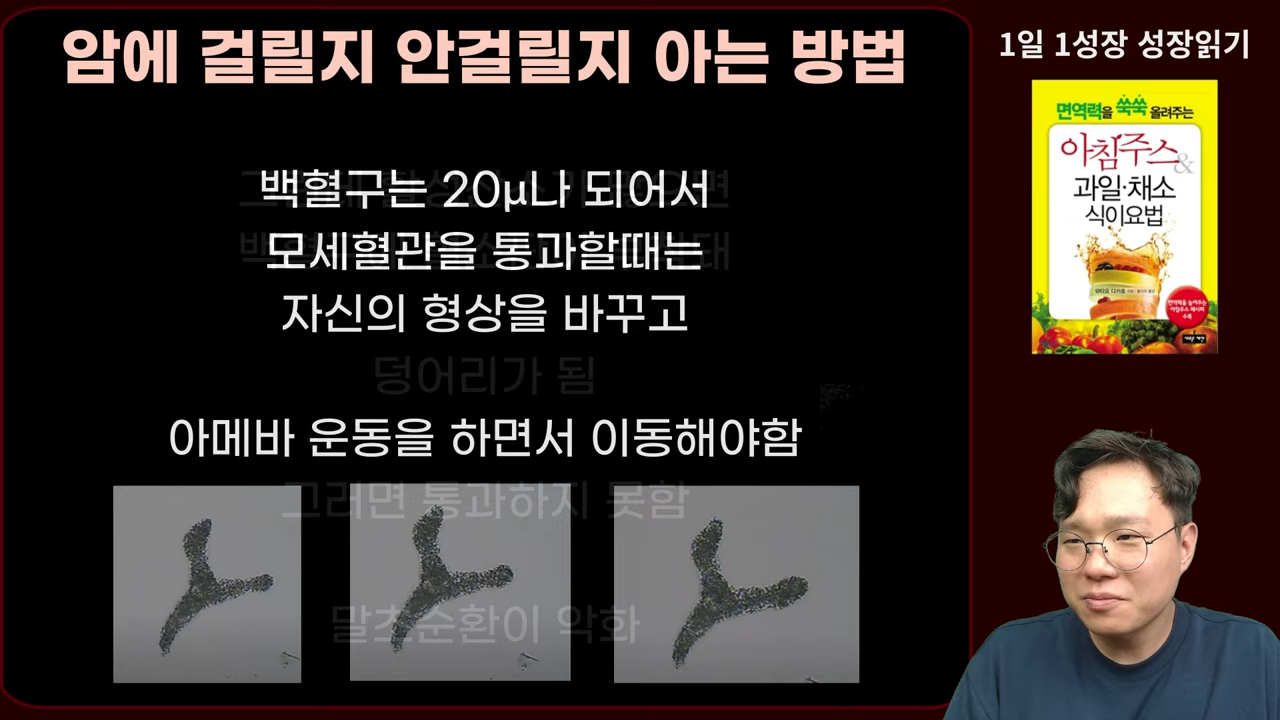 암에 걸릴지 안걸릴지 아는 방법
백혈구는 20μ나 되어서
모세혈관을 통과할때는
자신의 형상을 바꾸고
덩어리가 됨
아메바 운동을 하면서 이동해야함
그러면 통과하지 못함
말초순환이 악화
1일 1성장 성장읽기
면역력을 쑥쑥 올려주는
아침주스&
과일·채소
식이요법